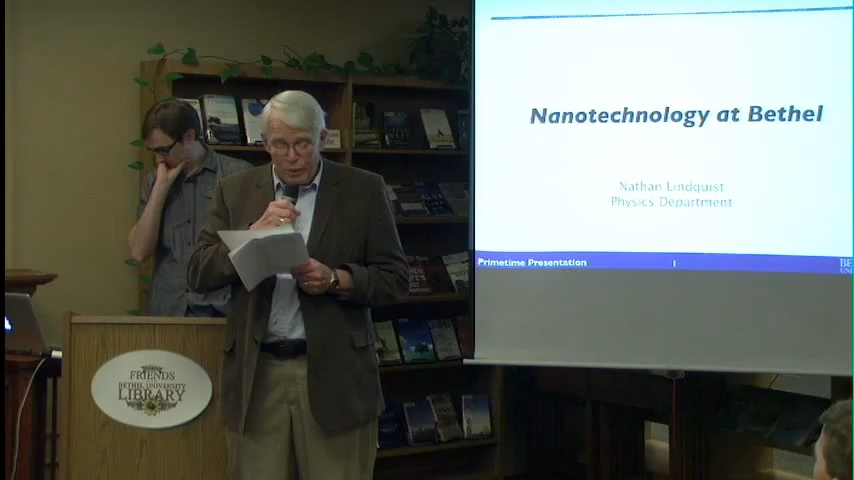 Nanotechnology at Bethel
Nathan Lindquist
Physics Department
Primetime Presentation 1
FRIENDS
BETHEL UNIVERSITY
LIBRARY